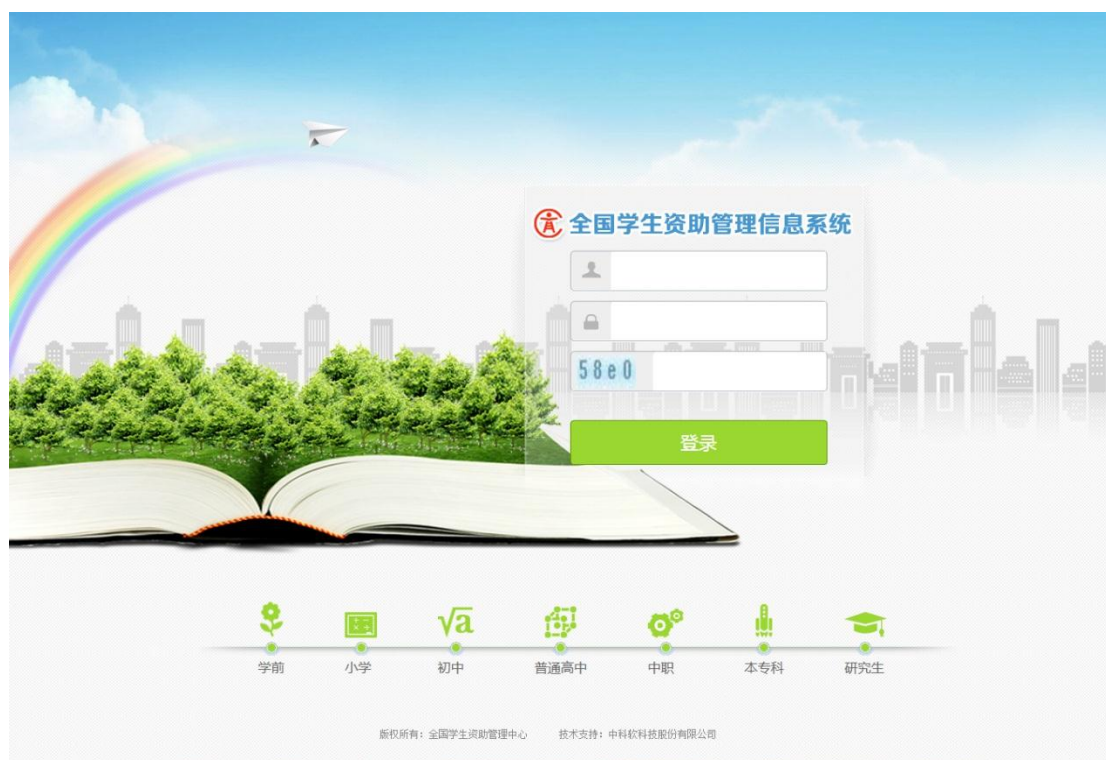 全国学生资助管理信息系统
58e0
登录
√a
学前 小学 初中 普通高中 中职 本专科 研究生
版权所有：全国学生资助管理中心 技术支持：中科软科技股份有限公司